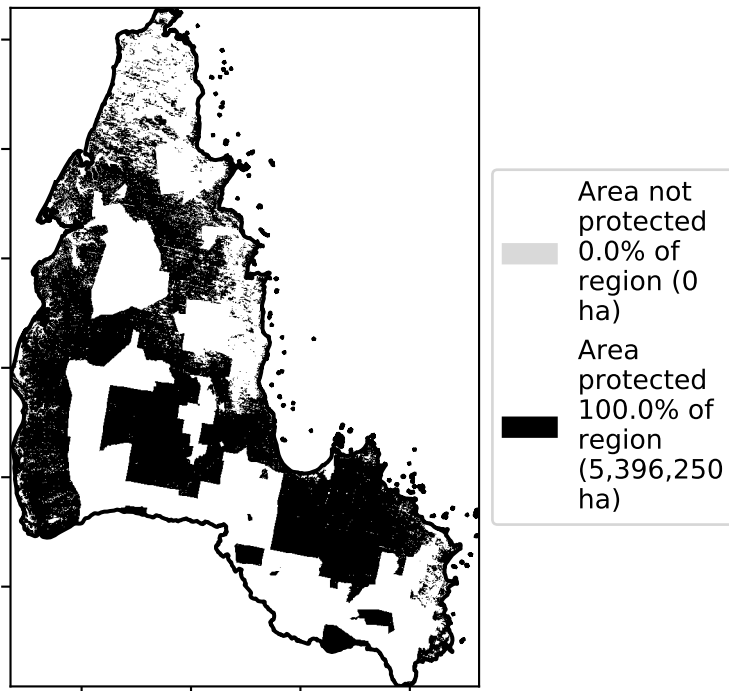 Area not
protected
0.0% of
region (0
ha)
Area
protected
100.0% of
region
(5,396,250
ha)